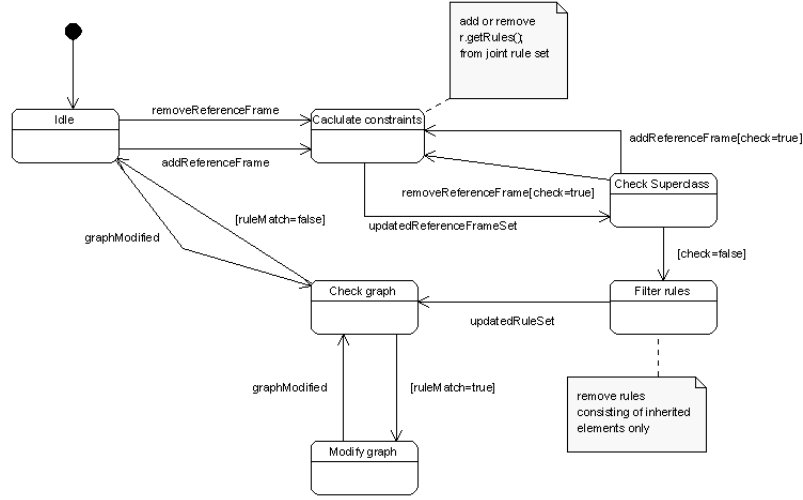 add or remove
r.getRules();
from joint rule set
removeReferenceFrame
Idle
Caclulate constraints
addReferenceFrame[check=true]
addReferenceFrame
Check Superclass
removeReferenceFrame[check=true]
[ruleMatch=false]
updatedReferenceFrameSet
graphModified
[check=false]
Check graph
Filter rules
updatedRuleSet
graphModified
[ruleMatch=true]
remove rules
consisting of inherited
elements only
Modify graph